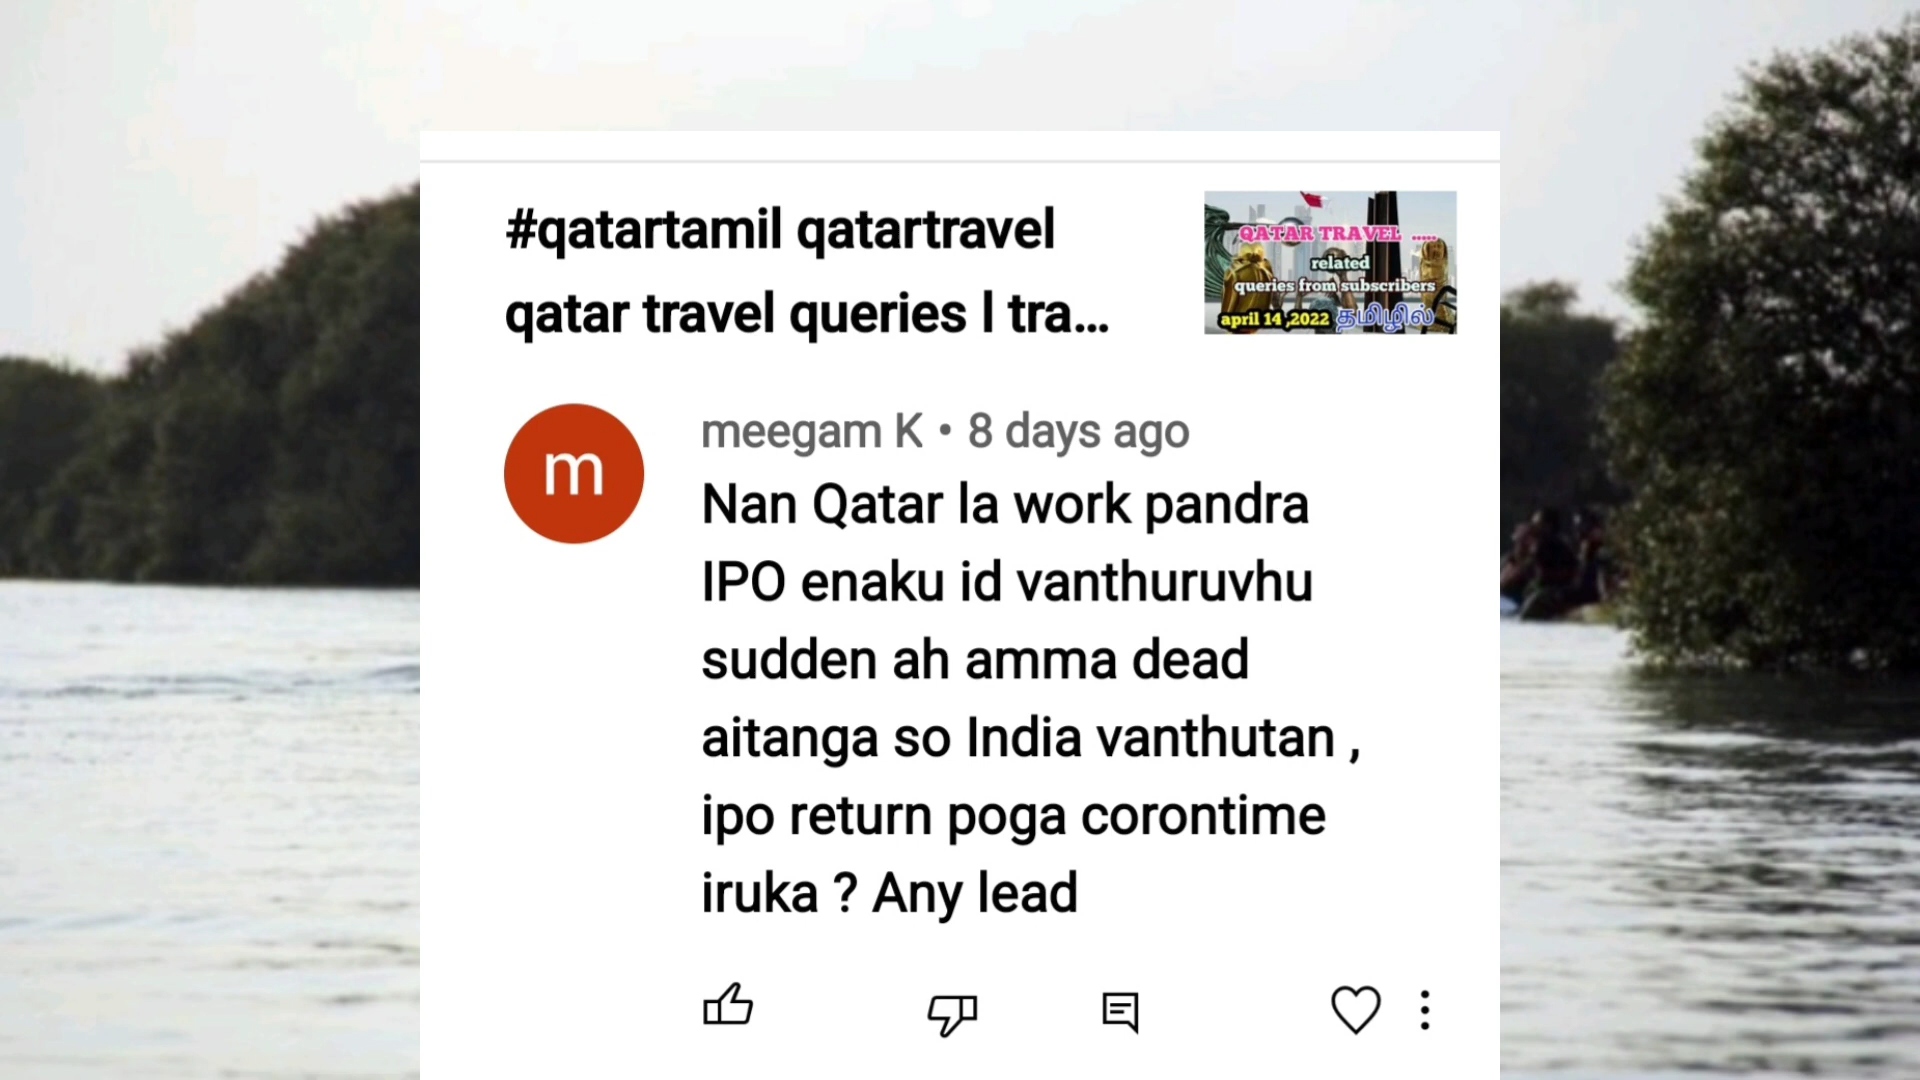 #qatartamil qatartravel
qatar travel queries l tra...
QATAR TRAVEL .....
related
queries from subscribers
april 14 ,2022 தமிழில்
m
meegam K • 8 days ago
Nan Qatar la work pandra
IPO enaku id vanthuruvhu
sudden ah amma dead
aitanga so India vanthutan ,
ipo return poga corontime
iruka ? Any lead